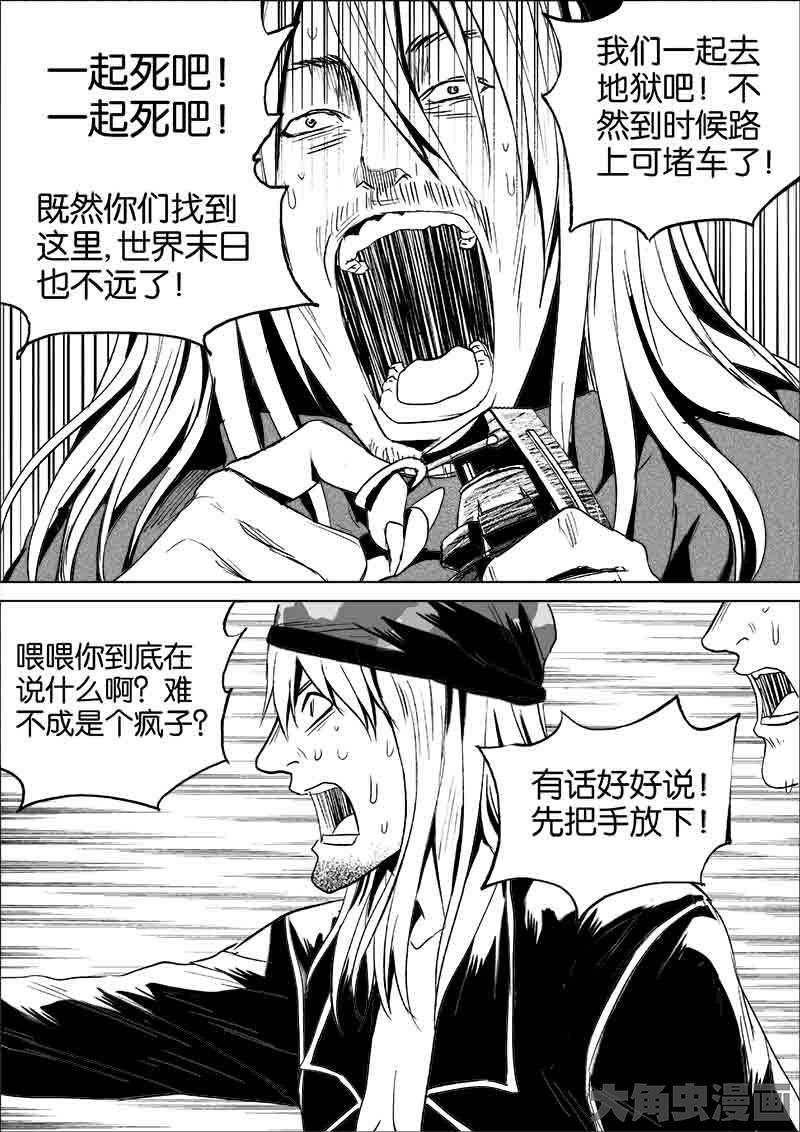 一起死吧！
一起死吧！
既然你们找到
这里，世界末日
也不远了！
我们一起去
地狱吧！不
然到时候路
上可堵车了！
喂喂你到底在
说什么啊？难
不成是个疯子？
有话好好说！
先把手放下！
大角虫漫画